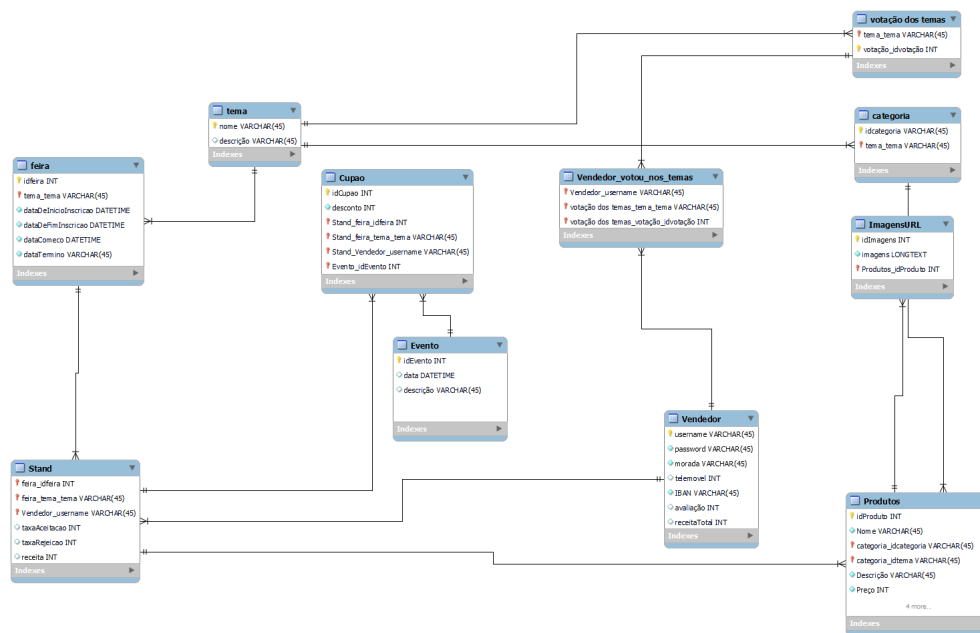 votação dos temas
tema_tema VARCHAR(45)
votação_idvotação INT
Indexes
tema
nome VARCHAR(45)
descrição VARCHAR(45)
Indexes
categoria
idcategoria VARCHAR(45)
tema_tema VARCHAR(45)
Indexes
feira
idfeira INT
tema_tema VARCHAR(45)
dataDeInicioInscricao DATETIME
dataDeFimInscricao DATETIME
dataComeco DATETIME
dataTermino VARCHAR(45)
Indexes
Cupao
idCupao INT
desconto INT
Stand_feira_idfeira INT
Stand_feira_tema_tema VARCHAR(45)
Stand_Vendedor_username VARCHAR(45)
Evento_idEvento INT
Indexes
Vendedor_votou_nos_temas
Vendedor_username VARCHAR(45)
votação dos temas_tema_tema VARCHAR(45)
votação dos temas_votação_idvotação INT
Indexes
ImagensURL
idImagens INT
imagens LONGTEXT
Produtos_idProduto INT
Indexes
Evento
idEvento INT
data DATETIME
descrição VARCHAR(45)
Indexes
Vendedor
username VARCHAR(45)
password VARCHAR(45)
morada VARCHAR(45)
telemovel INT
IBAN VARCHAR(45)
avaliação INT
receitaTotal INT
Indexes
Stand
feira_idfeira INT
feira_tema_tema VARCHAR(45)
Vendedor_username VARCHAR(45)
taxaAceitacao INT
taxaRejeicao INT
receita INT
Indexes
Produtos
idProduto INT
Nome VARCHAR(45)
categoria_idcategoria VARCHAR(45)
categoria_idtema VARCHAR(45)
Descrição VARCHAR(45)
Preço INT
4 more...
Indexes